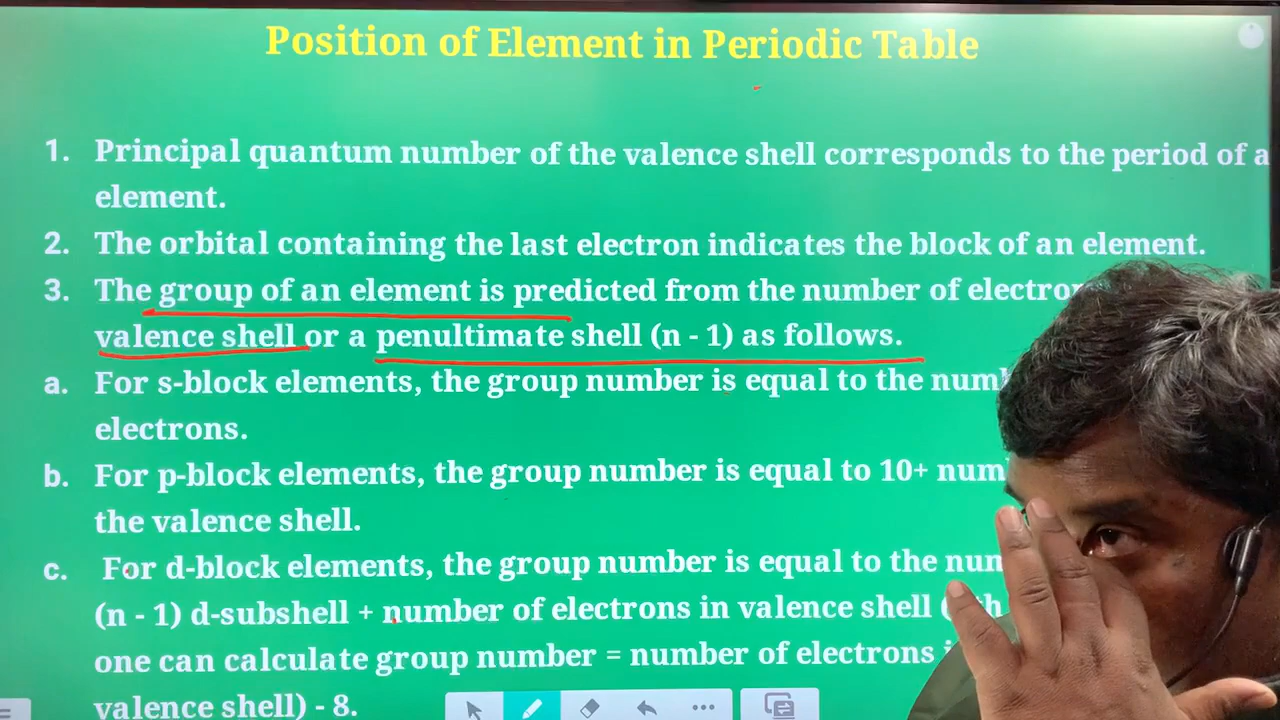 Position of Element in Periodic Table
1. Principal quantum number of the valence shell corresponds to the period of a
element.
2. The orbital containing the last electron indicates the block of an element.
3. The group of an element is predicted from the number of
valence shell or a penultimate shell (n - 1) as follows.
a. For s-block elements, the group number is equal to the
electrons.
b. For p-block elements, the group number is equal to 10+
the valence shell.
c. For d-block elements, the group number is equal to the
(n - 1) d-subshell + number of electrons in valence shell
one can calculate group number = number of electrons
valence shell) - 8.